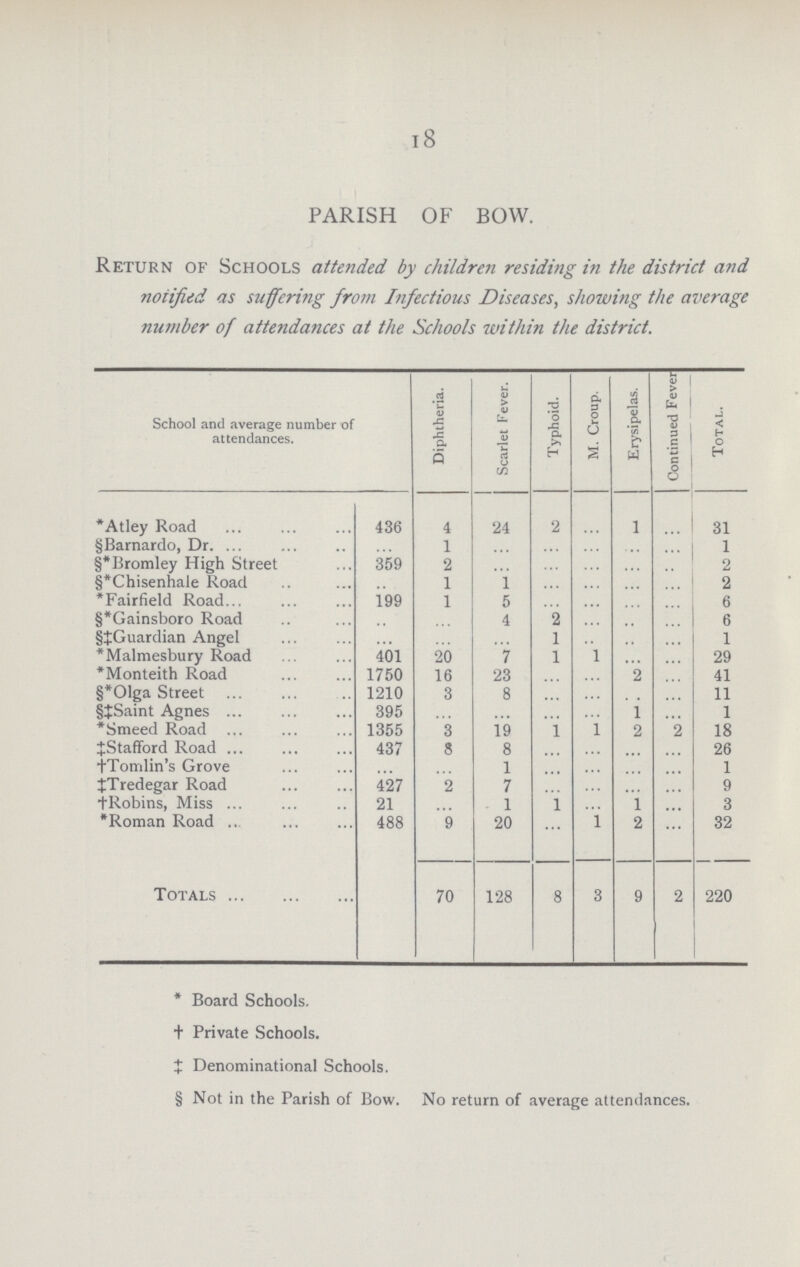 18
PARISH OF BOW.
RETURN OF SCHOOLS attended by children residing in the district and
notified as suffering from Infectious Diseases, showing the average
number of attendances at the Schools within the district.
School and average number of attendances. | Diphtheria. | Scarlet Fever. | Typhoid. | M. Croup. | Erysipelas. | Continued Fever | TOTAL.
*Atley Road ... ... ... 436 4 24 2 ... 1 ... 31
§Barnardo, Dr. ... ... .. ... 1 ... ... ... .. ... 1
§*Bromley High Street ... 359 2 ... ... ... ... .. 2
§*Chisenhale Road .. ... .. 1 1 ... ... ... ... 2
*Fairfield Road... ... ... 199 1 5 ... ... ... ... 6
§*Gainsboro Road .. ... .. ... 4 2 ... .. ... 6
§‡Guardian Angel ... ... ... ... ... 1 .. .. ... 1
*Malmesbury Road ... ... 401 20 7 1 1 ... ... 29
*Monteith Road ... ... 1750 16 23 ... ... 2 ... 41
§*Olga Street ... ... .. 1210 3 8 ... ... .. ... 11
§‡Saint Agnes ... ... ... 395 ... ... ... ... 1 ... 1
*Smeed Road ... ... ... 1355 3 19 1 1 2 2 18
‡Stafford Road ... ... ... 437 8 8 ... ... ... ... 26
†Tomlin's Grove ... ... ... ... 1 ... ... ... ... 1
‡Tredegar Road ... ... 427 2 7 ... ... ... ... 9
†Robins, Miss ... ... .. 21 ... 1 1 ... 1 ... 3
*Roman Road ... ... ... 488 9 20 ... 1 2 ... 32
TOTALS ... ... ... 70 128 8 3 9 2 220
* Board Schools.
† Private Schools.
‡ Denominational Schools.
§ Not in the Parish of Bow. No return of average attendances.